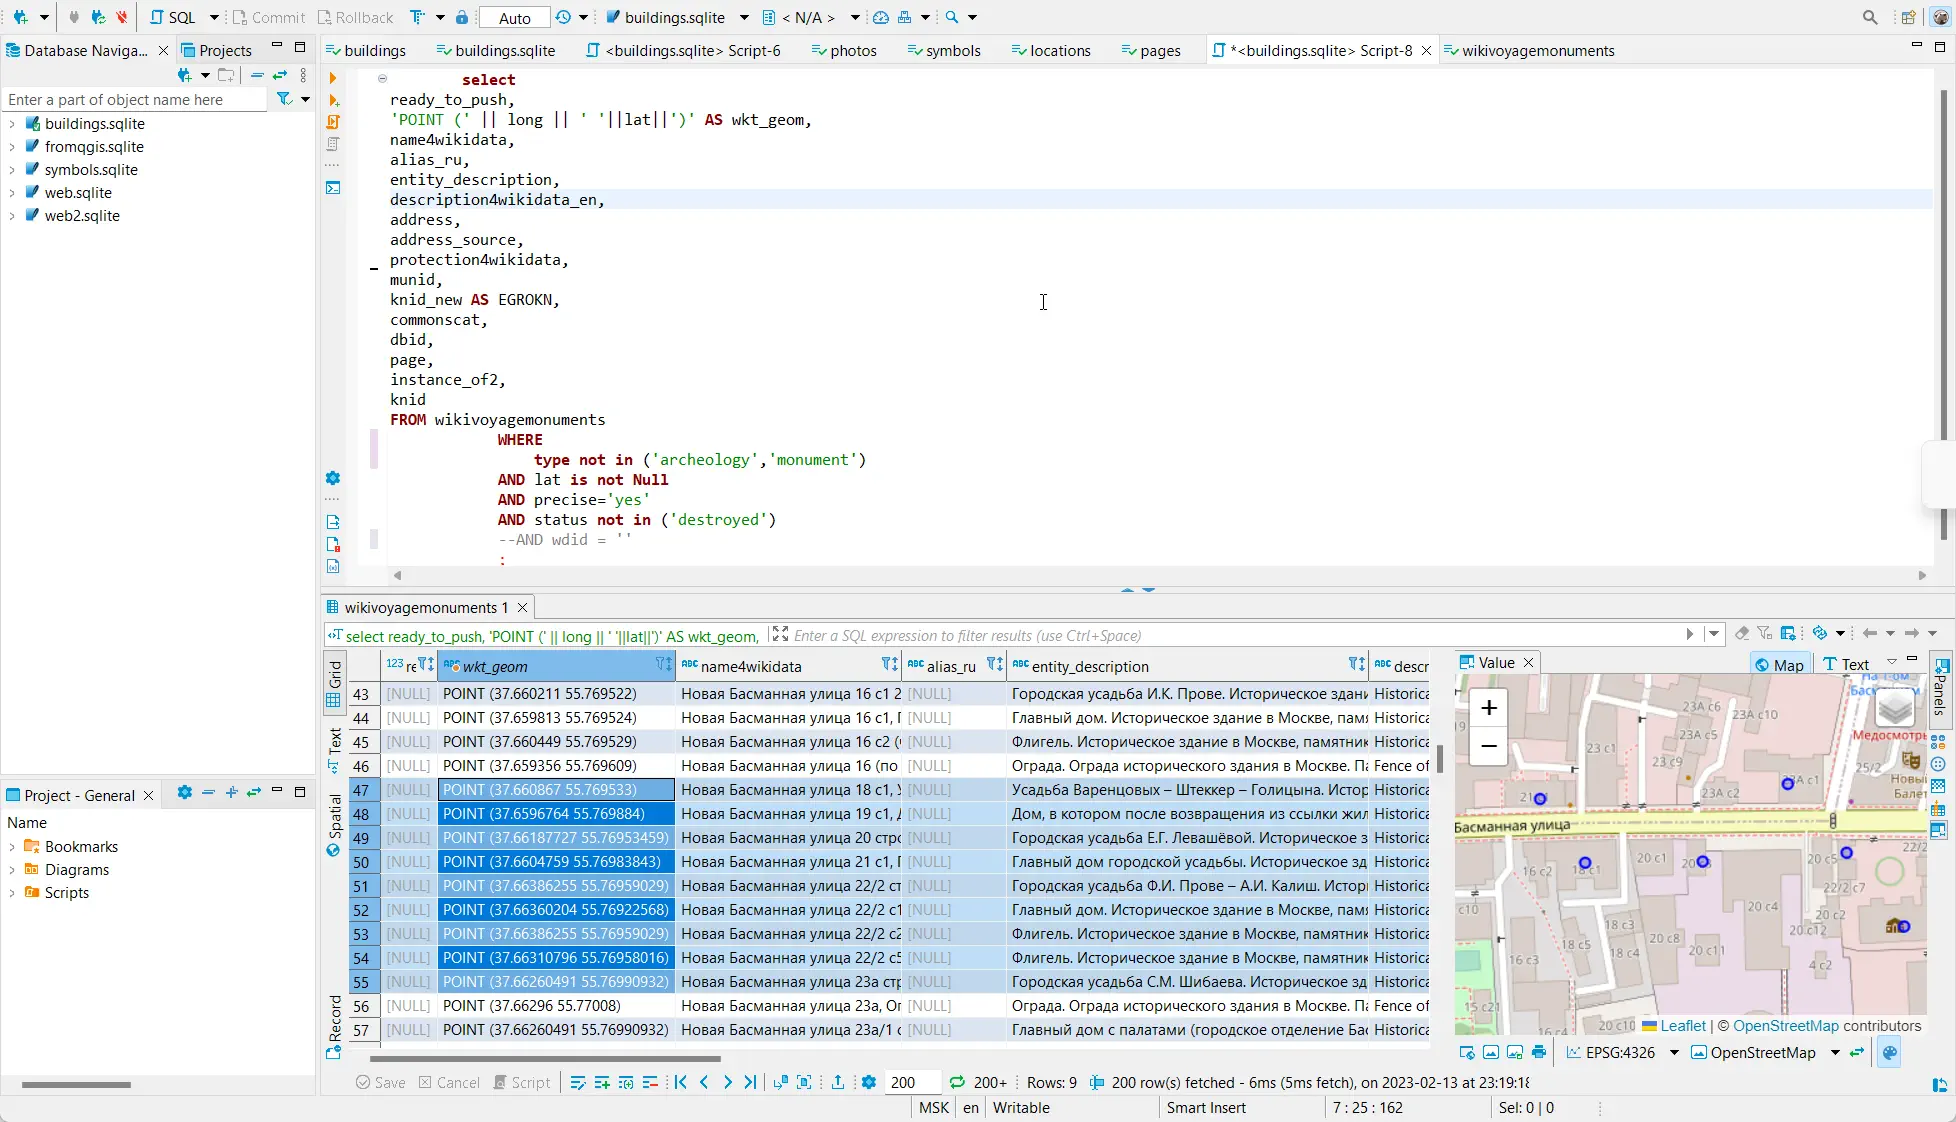 SQL Commit Rollback Auto buildings.sqlite < N/A >
Database Naviga... Projects
buildings buildings.sqlite <buildings.sqlite> Script-6 photos symbols locations pages *<buildings.sqlite> Script-8 wikivoyagemonuments
Enter a part of object name here
buildings.sqlite
fromqgis.sqlite
symbols.sqlite
web.sqlite
web2.sqlite
select
ready_to_push,
'POINT (' || long || ' '||lat||')' AS wkt_geom,
name4wikidata,
alias_ru,
entity_description,
description4wikidata_en,
address,
address_source,
protection4wikidata,
munid,
knid_new AS EGROKN,
commonscat,
dbid,
page,
instance_of2,
knid
FROM wikivoyagemonuments
WHERE
type not in ('archeology','monument')
AND lat is not Null
AND precise='yes'
AND status not in ('destroyed')
--AND wdid = ''
;
Project - General
Name
Bookmarks
Diagrams
Scripts
wikivoyagemonuments 1
select ready_to_push, 'POINT (' || long || ' '||lat||')' AS wkt_geom, Enter a SQL expression to filter results (use Ctrl+Space)
Grid
Text
Spatial
Record
123 re ABC wkt_geom ABC name4wikidata ABC alias_ru ABC entity_description ABC descr
43 [NULL] POINT (37.660211 55.769522) Новая Басманная улица 16 с1 2 [NULL] Городская усадьба И.К. Прове. Историческое здани Historica
44 [NULL] POINT (37.659813 55.769524) Новая Басманная улица 16 с1, Г [NULL] Главный дом. Историческое здание в Москве, памя Historica
45 [NULL] POINT (37.660449 55.769529) Новая Басманная улица 16 с2 ( [NULL] Флигель. Историческое здание в Москве, памятник Historica
46 [NULL] POINT (37.659356 55.769609) Новая Басманная улица 16 (по [NULL] Ограда. Ограда исторического здания в Москве. Па Fence of
47 [NULL] POINT (37.660867 55.769533) Новая Басманная улица 18 с1, У [NULL] Усадьба Варенцовых – Штеккер – Голицына. Истор Historica
48 [NULL] POINT (37.6596764 55.769884) Новая Басманная улица 19 с1, Д [NULL] Дом, в котором после возвращения из ссылки жил Historica
49 [NULL] POINT (37.66187727 55.76953459) Новая Басманная улица 20 стро [NULL] Городская усадьба Е.Г. Левашёвой. Историческое з Historica
50 [NULL] POINT (37.6604759 55.76983843) Новая Басманная улица 21 с1, Г [NULL] Главный дом городской усадьбы. Историческое зд Historica
51 [NULL] POINT (37.66386255 55.76959029) Новая Басманная улица 22/2 ст [NULL] Городская усадьба Ф.И. Прове – А.И. Калиш. Истори Historica
52 [NULL] POINT (37.66360204 55.76922568) Новая Басманная улица 22/2 с1 [NULL] Главный дом. Историческое здание в Москве, памя Historica
53 [NULL] POINT (37.66386255 55.76959029) Новая Басманная улица 22/2 с2 [NULL] Флигель. Историческое здание в Москве, памятник Historica
54 [NULL] POINT (37.66310796 55.76958016) Новая Басманная улица 22/2 с5 [NULL] Флигель. Историческое здание в Москве, памятник Historica
55 [NULL] POINT (37.66260491 55.76990932) Новая Басманная улица 23а стр [NULL] Городская усадьба С.М. Шибаева. Историческое зд Historica
56 [NULL] POINT (37.66296 55.77008) Новая Басманная улица 23а, Ог [NULL] Ограда. Ограда исторического здания в Москве. Па Fence of
57 [NULL] POINT (37.66260491 55.76990932) Новая Басманная улица 23а/1 с [NULL] Главный дом с палатами (городское отделение Бас Historica
Value Map Text
Panels
+
−
23А с6
23А с10
23А с5
23 с1
23 с9
23А с2
Медосмотры
25/2
Новый
Балет
Басманная улица
16 с2
18 с1
20 с1
20 с5
22/2 с7
20 с4
20 с2
20 с12
18 с3
18 с5
18 с4
20 с8
20 с11
4 с2
16 с3
с10
15 с21
16 с4
20 с10
Leaflet | © OpenStreetMap contributors
EPSG:4326 OpenStreetMap
Save Cancel Script 200 200+ Rows: 9 200 row(s) fetched - 6ms (5ms fetch), on 2023-02-13 at 23:19:18
MSK en Writable Smart Insert 7 : 25 : 162 Sel: 0 | 0